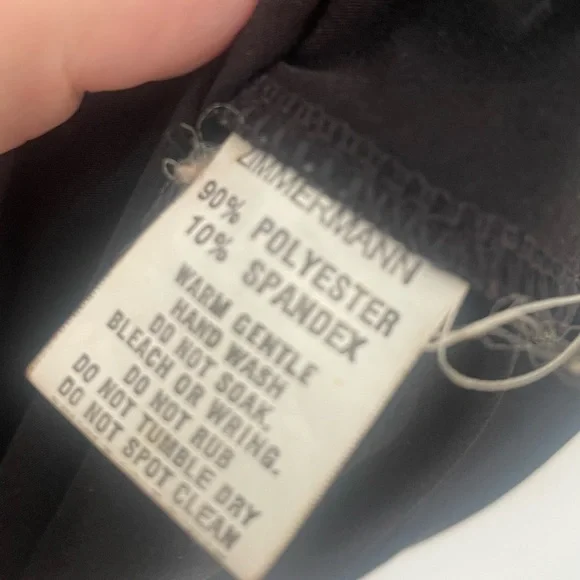 ZIMMERMANN
90% POLYESTER
10% SPANDEX
WARM GENTLE
HAND WASH
DO NOT SOAK,
BLEACH OR WRING.
DO NOT RUB
DO NOT TUMBLE DRY
DO NOT SPOT CLEAN